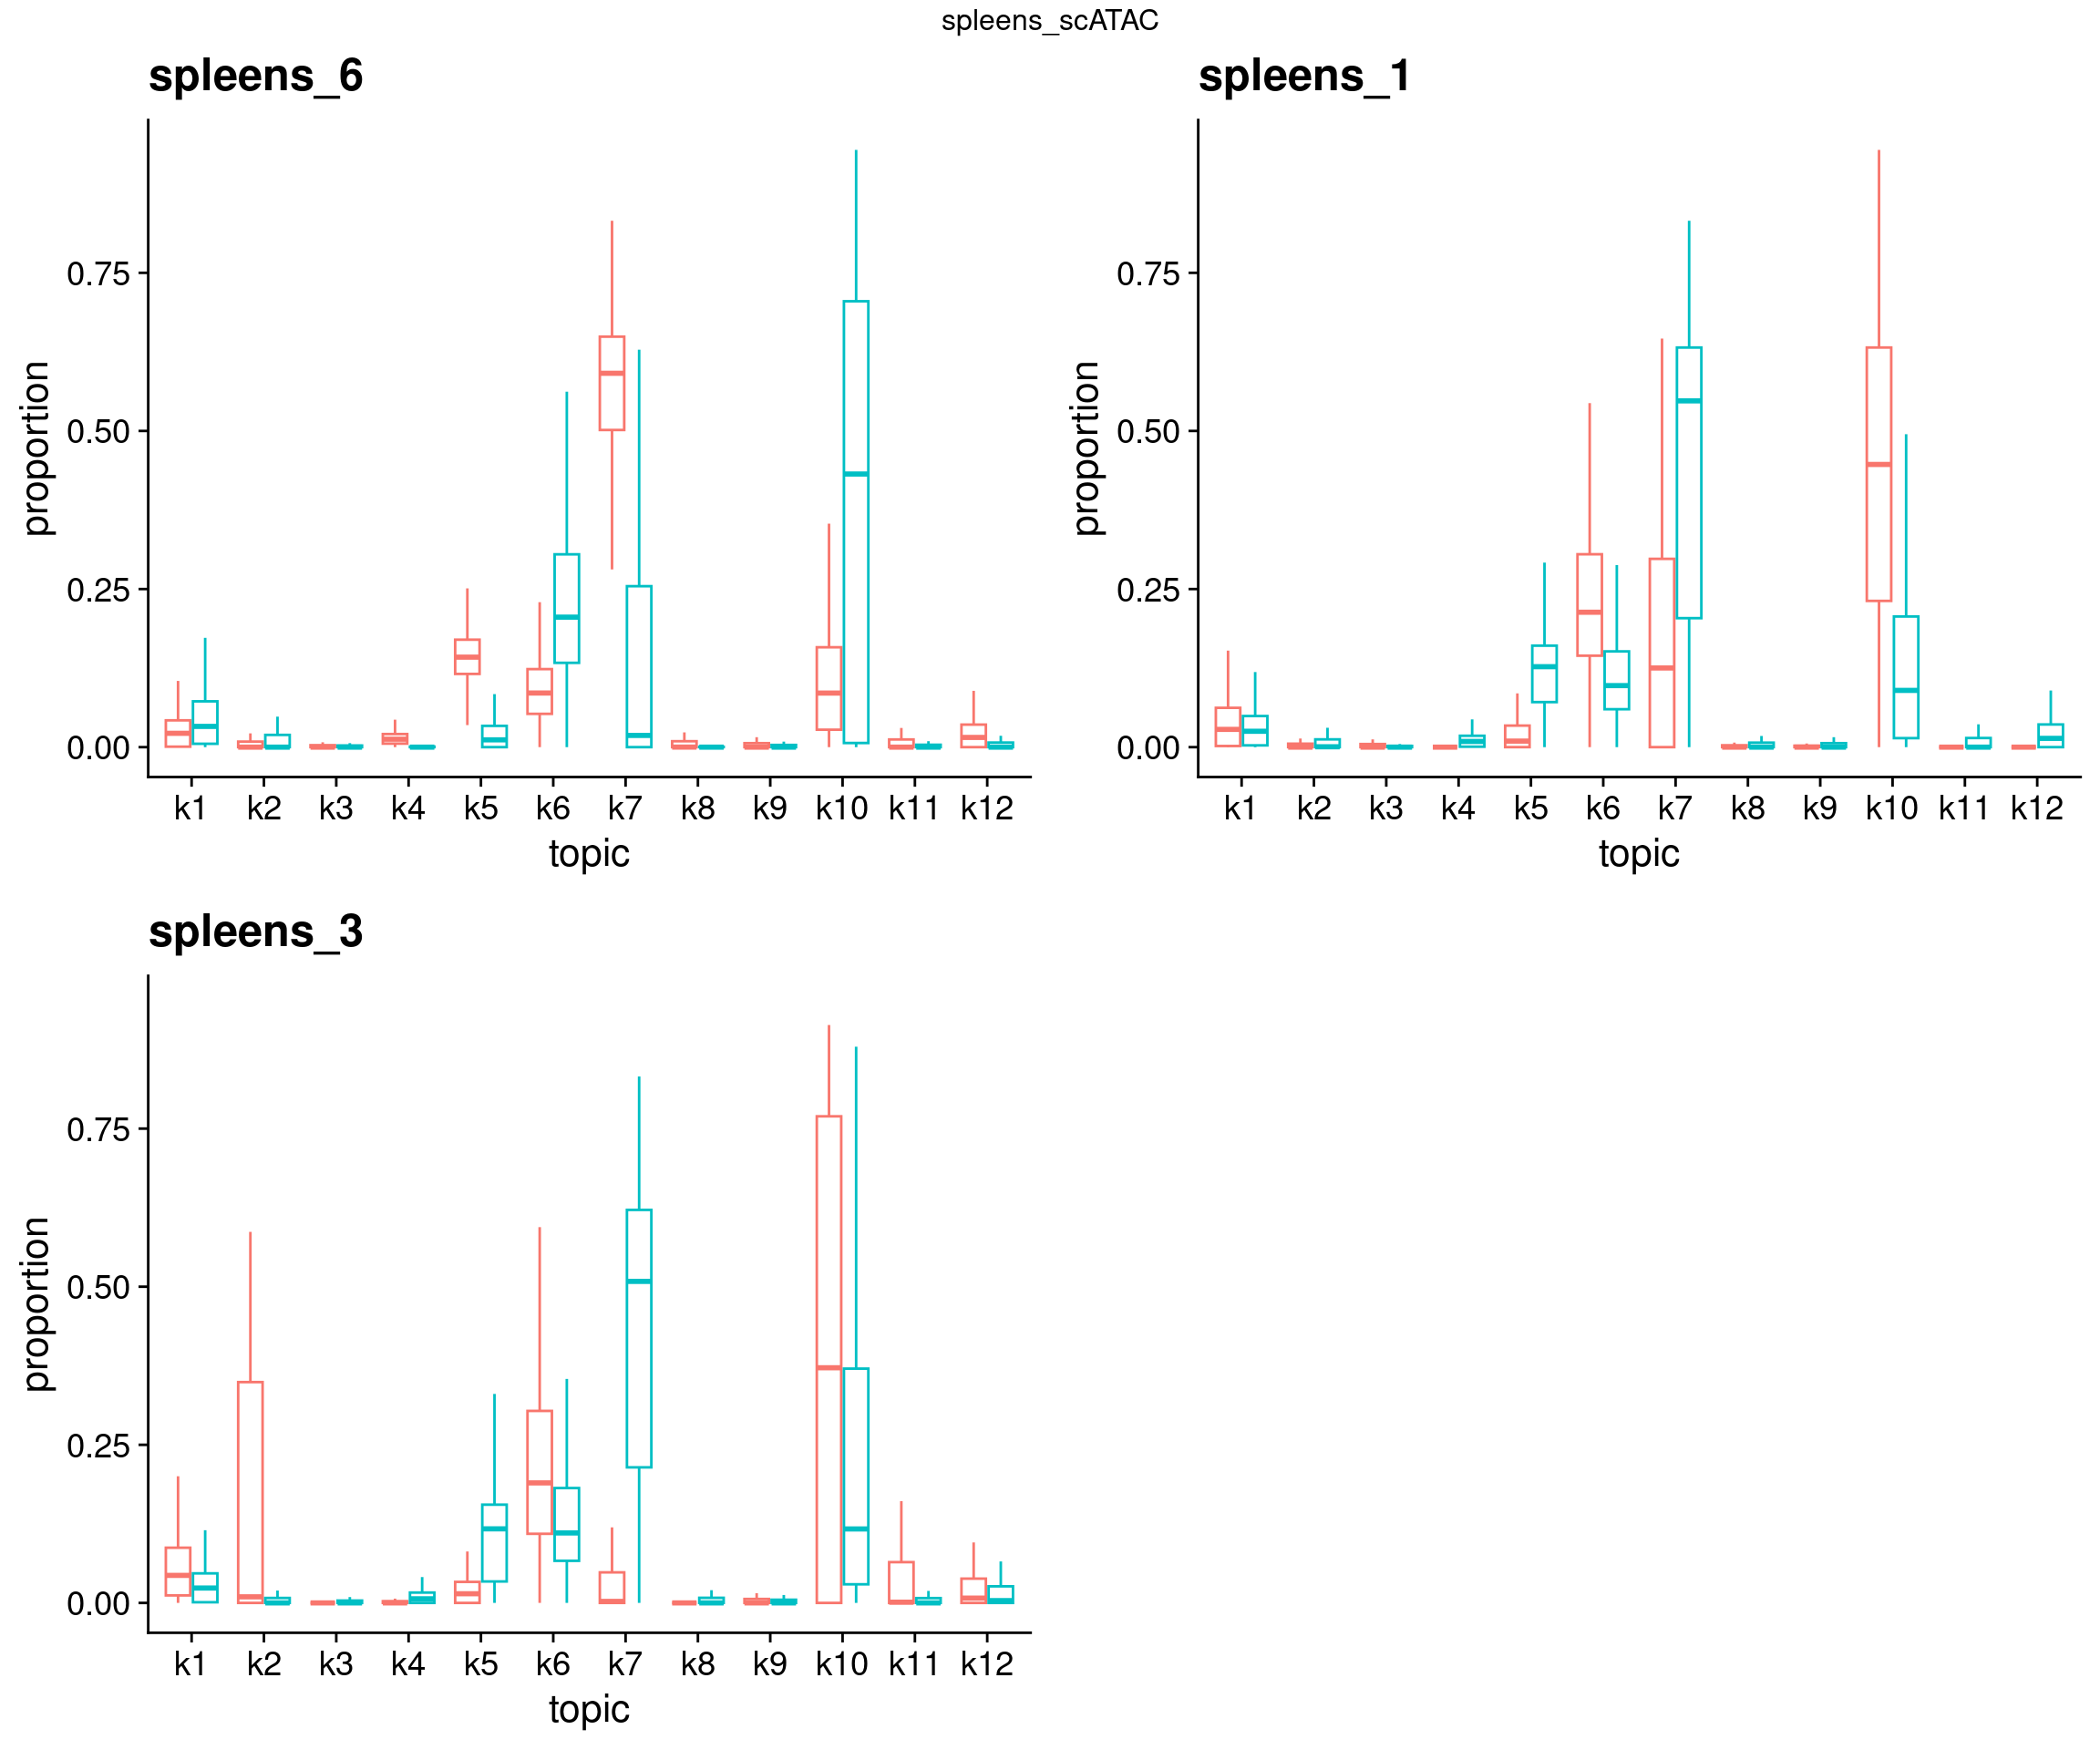 spleens_scATAC
spleens_6
proportion
0.75
0.50
0.25
0.00
k1 k2 k3 k4 k5 k6 k7 k8 k9 k10 k11 k12
topic
spleens_1
proportion
0.75
0.50
0.25
0.00
k1 k2 k3 k4 k5 k6 k7 k8 k9 k10 k11 k12
topic
spleens_3
proportion
0.75
0.50
0.25
0.00
k1 k2 k3 k4 k5 k6 k7 k8 k9 k10 k11 k12
topic